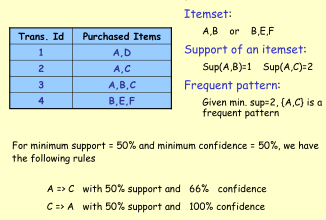 Itemset:
A,B or B,E,F
Trans. Id Purchased Items
1 A,D
2 A,C
3 A,B,C
4 B,E,F
Support of an itemset:
Sup(A,B)=1 Sup(A,C)=2
Frequent pattern:
Given min. sup=2, {A,C} is a
frequent pattern
For minimum support = 50% and minimum confidence = 50%, we have
the following rules
A => C with 50% support and 66% confidence
C => A with 50% support and 100% confidence